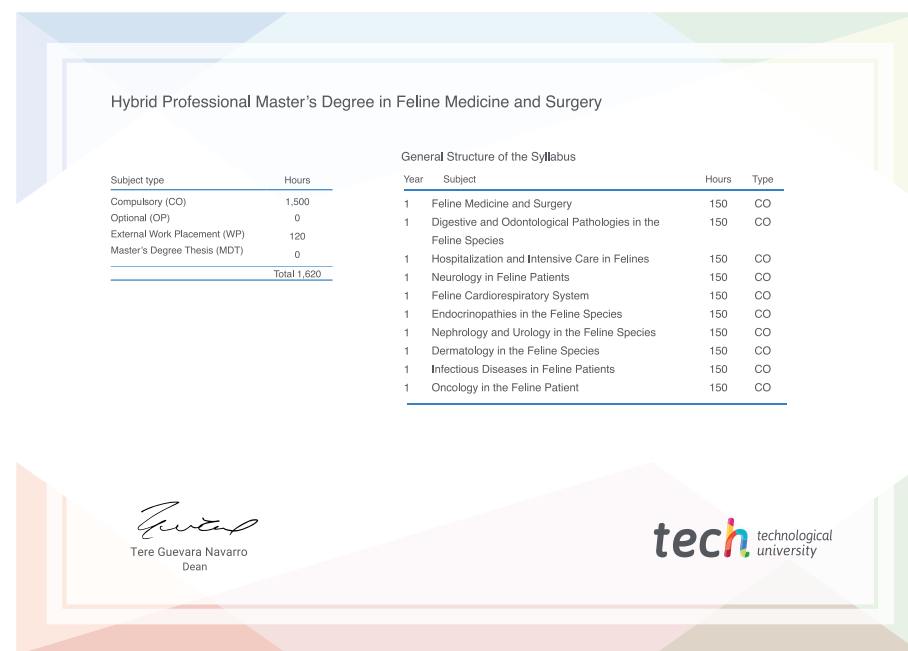 Hybrid Professional Master's Degree in Feline Medicine and Surgery
Subject type Hours
Compulsory (CO) 1,500
Optional (OP) 0
External Work Placement (WP) 120
Master's Degree Thesis (MDT) 0
Total 1,620
General Structure of the Syllabus
Year Subject Hours Type
1 Feline Medicine and Surgery 150 CO
1 Digestive and Odontological Pathologies in the 150 CO
Feline Species
1 Hospitalization and Intensive Care in Felines 150 CO
1 Neurology in Feline Patients 150 CO
1 Feline Cardiorespiratory System 150 CO
1 Endocrinopathies in the Feline Species 150 CO
1 Nephrology and Urology in the Feline Species 150 CO
1 Dermatology in the Feline Species 150 CO
1 Infectious Diseases in Feline Patients 150 CO
1 Oncology in the Feline Patient 150 CO
Tere Guevara Navarro
Dean
tech technological
university